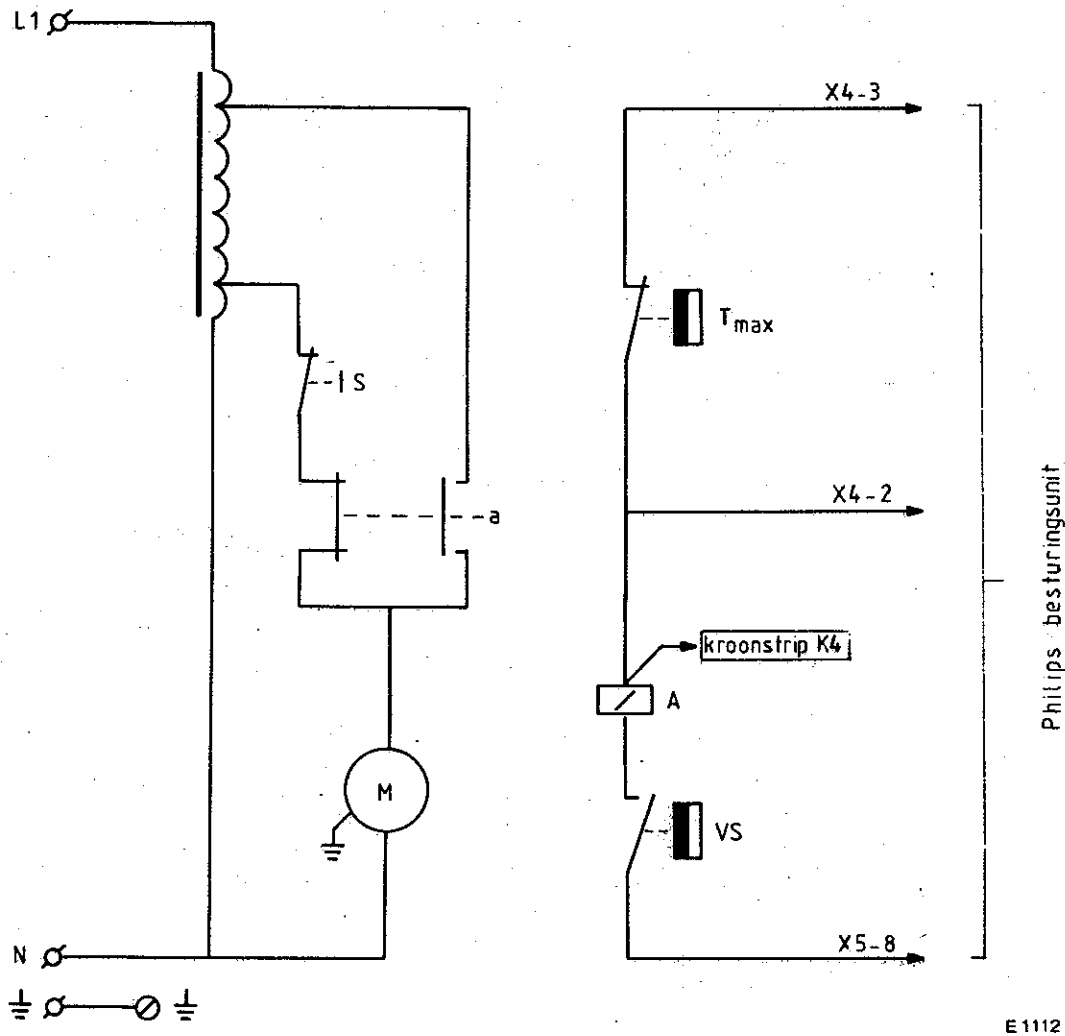 L1
X4-3
Tmax
S
X4-2
a
kroonstrip K4
A
M
VS
N
X5-8
Philips besturingsunit
E1112